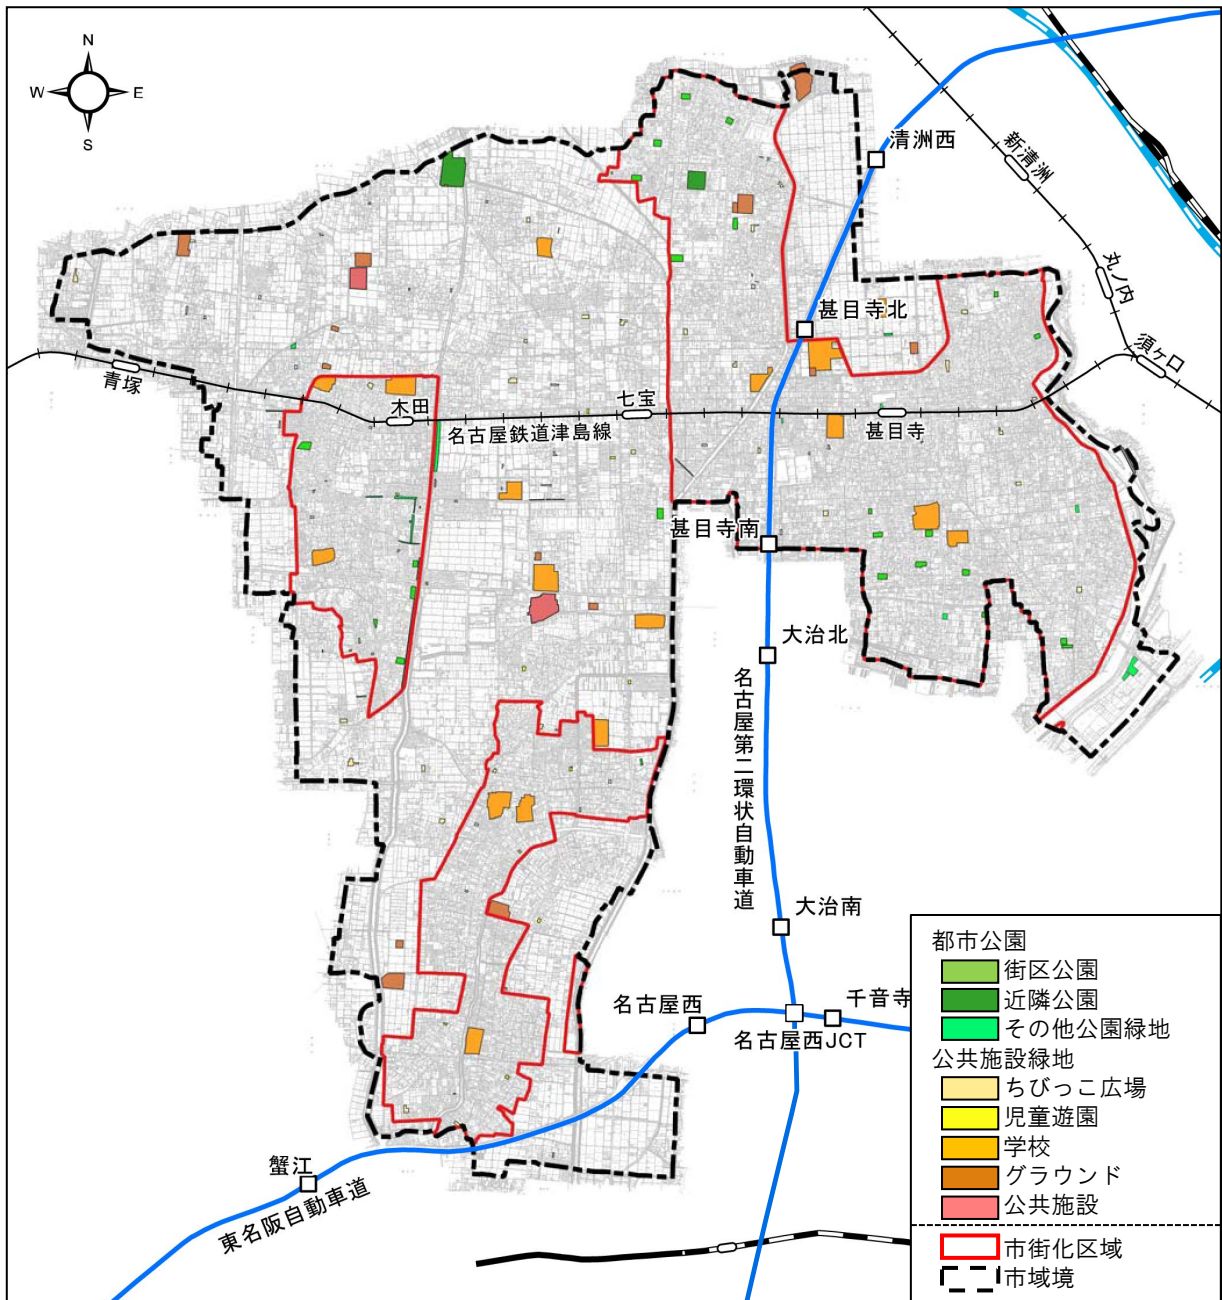 N
W
E
S
清洲西
新清洲
丸ノ内
須ヶ口
甚目寺北
青塚
木田
七宝
名古屋鉄道津島線
甚目寺
甚目寺南
大治北
名古屋第二環状自動車道
大治南
名古屋西
千音寺
名古屋西JCT
蟹江
東名阪自動車道
都市公園
街区公園
近隣公園
その他公園緑地
公共施設緑地
ちびっこ広場
児童遊園
学校
グラウンド
公共施設
市街化区域
市域境